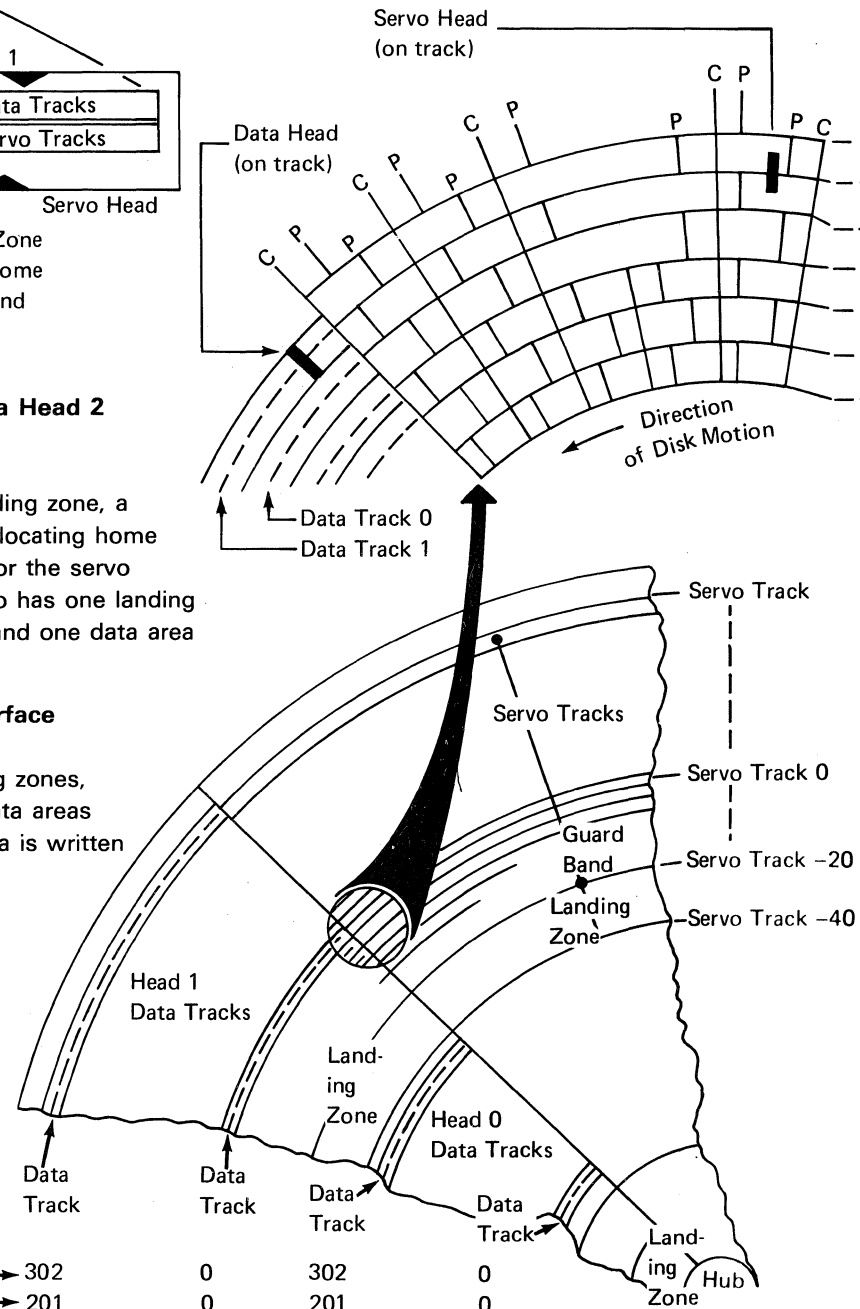 Servo Head
(on track)
1
ta Tracks
rvo Tracks
Servo Head
Data Head
(on track)
C P
P
P C
C P
P
C P
P
C P
Zone
ome
nd
a Head 2
Direction
of Disk Motion
ding zone, a
locating home
or the servo
o has one landing
and one data area
Data Track 0
Data Track 1
Servo Track
Servo Tracks
rface
g zones,
ata areas
a is written
Servo Track 0
Guard
Band
Servo Track -20
Landing
Zone
Servo Track -40
Head 1
Data Tracks
Land-
ing
Zone
Head 0
Data Tracks
Data
Track
Data
Track
Data
Track
Data
Track
Land-
ing
Zone
Hub
302 0 302 0
201 0 201 0